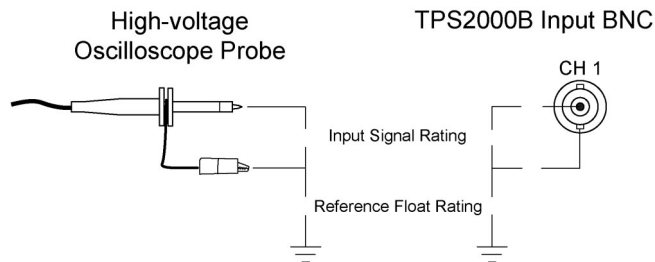 High-voltage
Oscilloscope Probe
TPS2000B Input BNC
CH 1
Input Signal Rating
Reference Float Rating